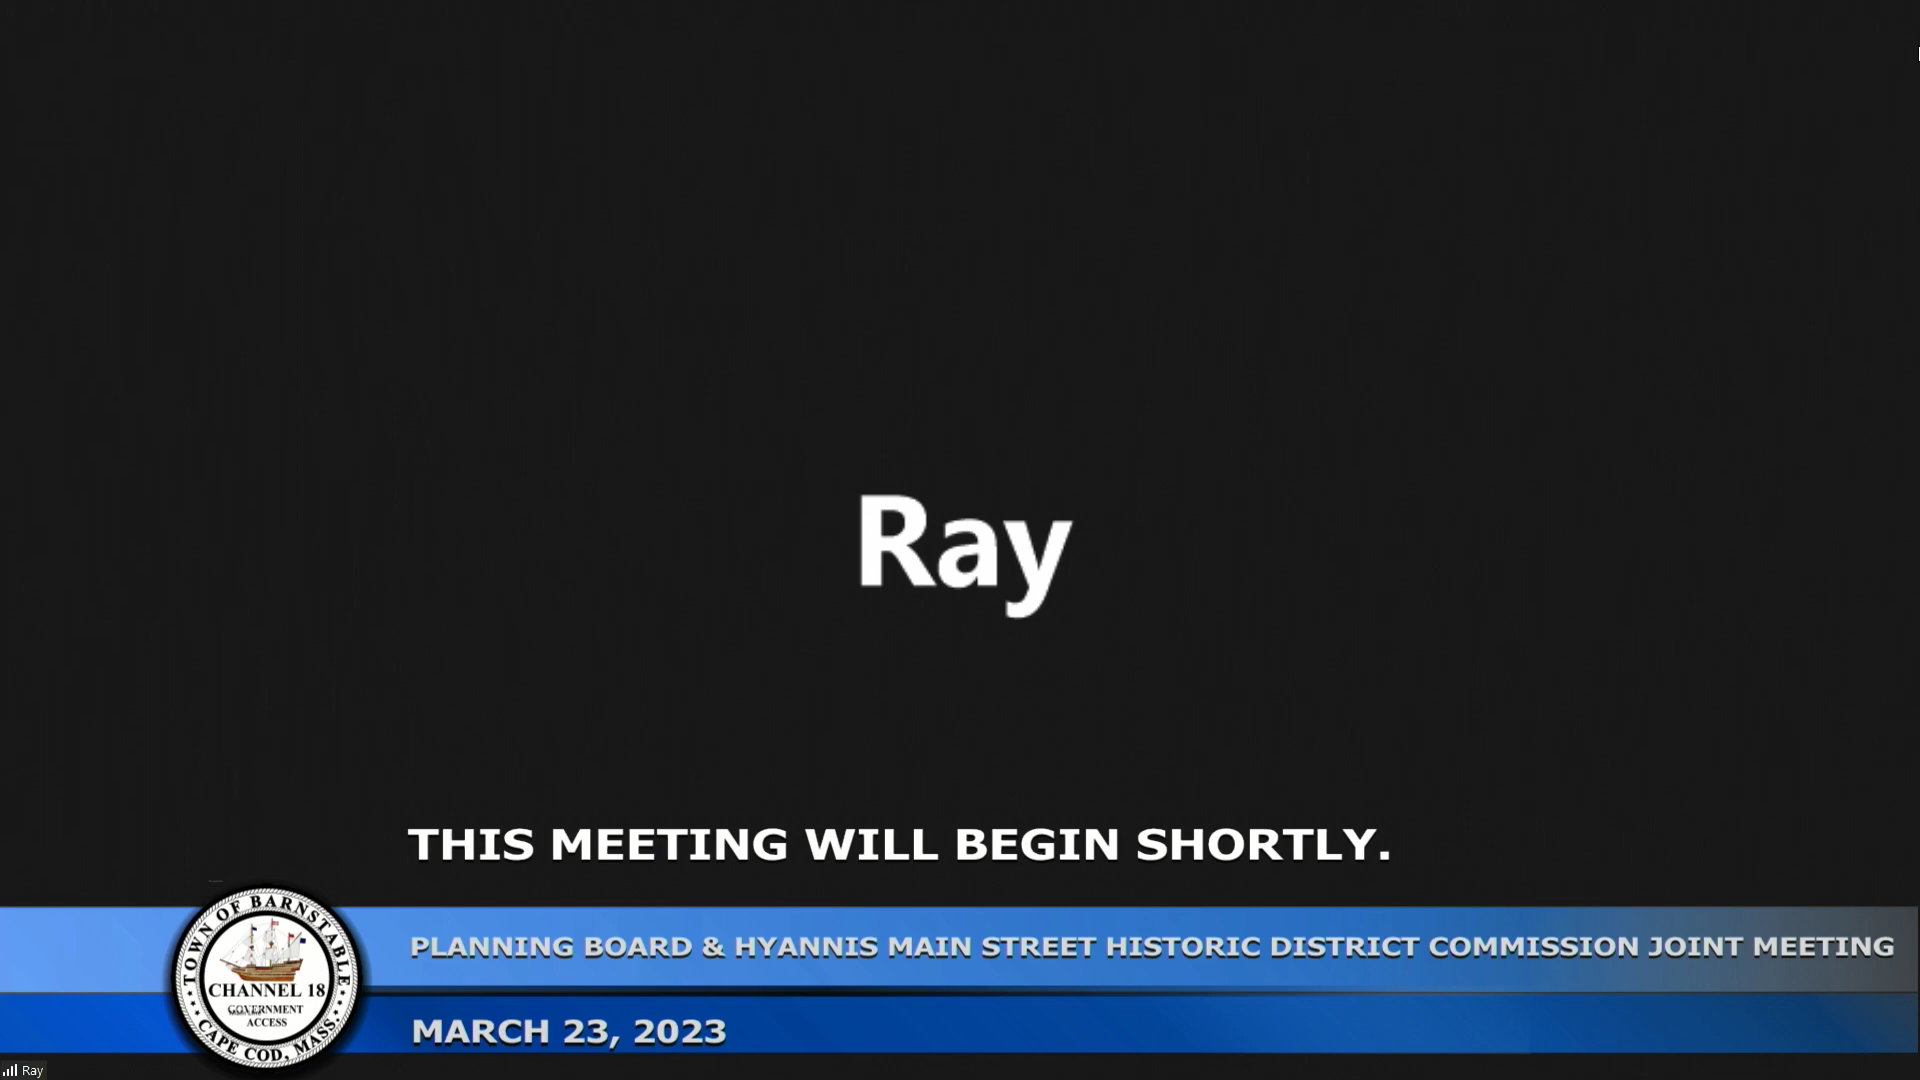 Ray
THIS MEETING WILL BEGIN SHORTLY.
PLANNING BOARD & HYANNIS MAIN STREET HISTORIC DISTRICT COMMISSION JOINT MEETING
MARCH 23, 2023
TOWN OF BARNSTABLE
CHANNEL 18
GOVERNMENT
ACCESS
CAPE COD, MASS.
Ray